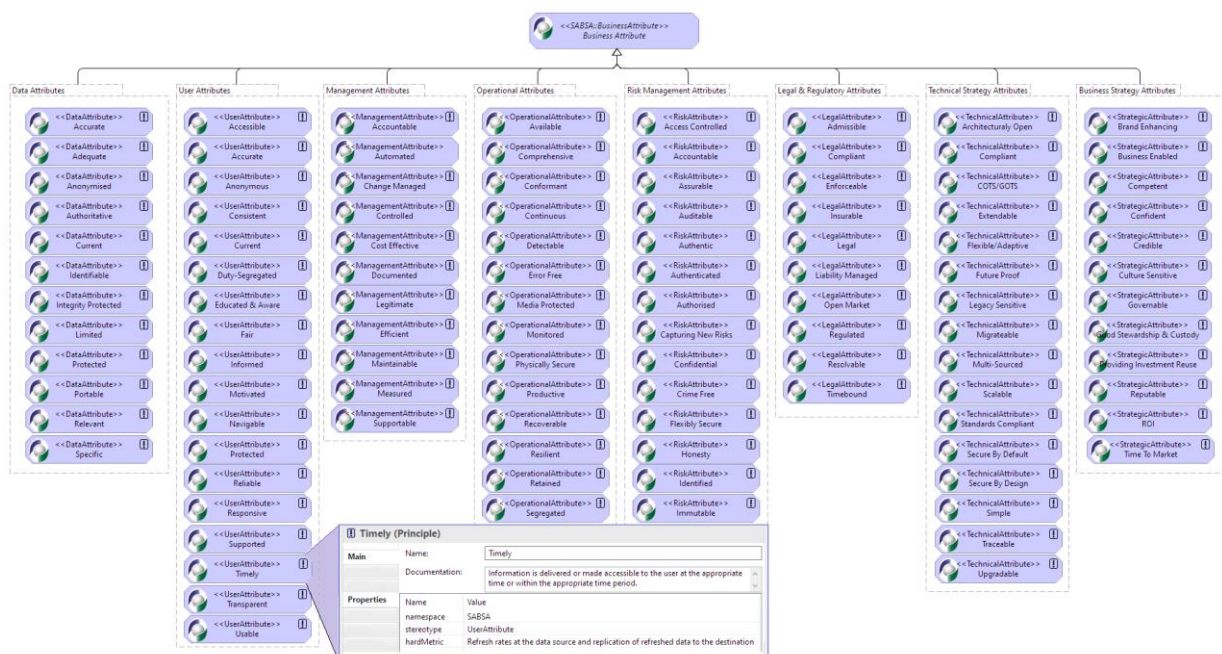 <<SABSA::BusinessAttribute>>
Business Attribute
Data Attributes
<<DataAttribute>>
Accurate
<<DataAttribute>>
Adequate
<<DataAttribute>>
Anonymised
<<DataAttribute>>
Authoritative
<<DataAttribute>>
Current
<<DataAttribute>>
Identifiable
<<DataAttribute>>
Integrity Protected
<<DataAttribute>>
Limited
<<DataAttribute>>
Protected
<<DataAttribute>>
Portable
<<DataAttribute>>
Relevant
<<DataAttribute>>
Specific
User Attributes
<<UserAttribute>>
Accessible
<<UserAttribute>>
Accurate
<<UserAttribute>>
Anonymous
<<UserAttribute>>
Consistent
<<UserAttribute>>
Current
<<UserAttribute>>
Duty-Segregated
<<UserAttribute>>
Educated & Aware
<<UserAttribute>>
Fair
<<UserAttribute>>
Informed
<<UserAttribute>>
Motivated
<<UserAttribute>>
Navigable
<<UserAttribute>>
Protected
<<UserAttribute>>
Reliable
<<UserAttribute>>
Responsive
<<UserAttribute>>
Supported
<<UserAttribute>>
Timely
<<UserAttribute>>
Transparent
<<UserAttribute>>
Usable
Management Attributes
<<ManagementAttribute>>
Accountable
<<ManagementAttribute>>
Automated
<<ManagementAttribute>>
Change Managed
<<ManagementAttribute>>
Controlled
<<ManagementAttribute>>
Cost Effective
<<ManagementAttribute>>
Documented
<<ManagementAttribute>>
Legitimate
<<ManagementAttribute>>
Efficient
<<ManagementAttribute>>
Maintainable
<<ManagementAttribute>>
Measured
<<ManagementAttribute>>
Supportable
Operational Attributes
<<OperationalAttribute>>
Available
<<OperationalAttribute>>
Comprehensive
<<OperationalAttribute>>
Conformant
<<OperationalAttribute>>
Continuous
<<OperationalAttribute>>
Detectable
<<OperationalAttribute>>
Error Free
<<OperationalAttribute>>
Media Protected
<<OperationalAttribute>>
Monitored
<<OperationalAttribute>>
Physically Secure
<<OperationalAttribute>>
Productive
<<OperationalAttribute>>
Recoverable
<<OperationalAttribute>>
Resilient
<<OperationalAttribute>>
Retained
<<OperationalAttribute>>
Segregated
Risk Management Attributes
<<RiskAttribute>>
Access Controlled
<<RiskAttribute>>
Accountable
<<RiskAttribute>>
Assurable
<<RiskAttribute>>
Auditable
<<RiskAttribute>>
Authentic
<<RiskAttribute>>
Authenticated
<<RiskAttribute>>
Authorised
<<RiskAttribute>>
Capturing New Risks
<<RiskAttribute>>
Confidential
<<RiskAttribute>>
Crime Free
<<RiskAttribute>>
Flexibly Secure
<<RiskAttribute>>
Honesty
<<RiskAttribute>>
Identified
<<RiskAttribute>>
Immutable
Legal & Regulatory Attributes
<<LegalAttribute>>
Admissible
<<LegalAttribute>>
Compliant
<<LegalAttribute>>
Enforceable
<<LegalAttribute>>
Insurable
<<LegalAttribute>>
Legal
<<LegalAttribute>>
Liability Managed
<<LegalAttribute>>
Open Market
<<LegalAttribute>>
Regulated
<<LegalAttribute>>
Resolvable
<<LegalAttribute>>
Timebound
Technical Strategy Attributes
<<TechnicalAttribute>>
Architecturaly Open
<<TechnicalAttribute>>
Compliant
<<TechnicalAttribute>>
COTS/GOTS
<<TechnicalAttribute>>
Extendable
<<TechnicalAttribute>>
Flexible/Adaptive
<<TechnicalAttribute>>
Future Proof
<<TechnicalAttribute>>
Legacy Sensitive
<<TechnicalAttribute>>
Migrateable
<<TechnicalAttribute>>
Multi-Sourced
<<TechnicalAttribute>>
Scalable
<<TechnicalAttribute>>
Standards Compliant
<<TechnicalAttribute>>
Secure By Default
<<TechnicalAttribute>>
Secure By Design
<<TechnicalAttribute>>
Simple
<<TechnicalAttribute>>
Traceable
<<TechnicalAttribute>>
Upgradable
Business Strategy Attributes
<<StrategicAttribute>>
Brand Enhancing
<<StrategicAttribute>>
Business Enabled
<<StrategicAttribute>>
Competent
<<StrategicAttribute>>
Confident
<<StrategicAttribute>>
Credible
<<StrategicAttribute>>
Culture Sensitive
<<StrategicAttribute>>
Governable
<<StrategicAttribute>>
Good Stewardship & Custody
<<StrategicAttribute>>
Providing Investment Reuse
<<StrategicAttribute>>
Reputable
<<StrategicAttribute>>
ROI
<<StrategicAttribute>>
Time To Market
Timely (Principle)
Main
Name: Timely
Documentation: Information is delivered or made accessible to the user at the appropriate
time or within the appropriate time period.
Properties
Name Value
namespace SABSA
stereotype UserAttribute
hardMetric Refresh rates at the data source and replication of refreshed data to the destination